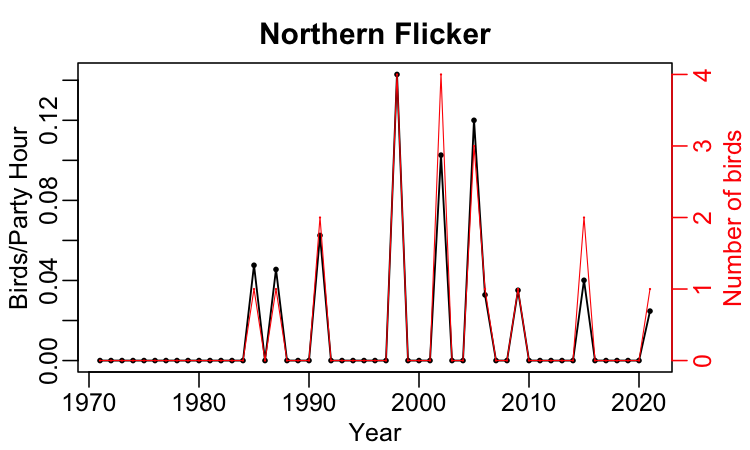 Northern Flicker
Birds/Party Hour
0.12
0.08
0.04
0.00
4
3
2
1
0
Number of birds
1970 1980 1990 2000 2010 2020
Year